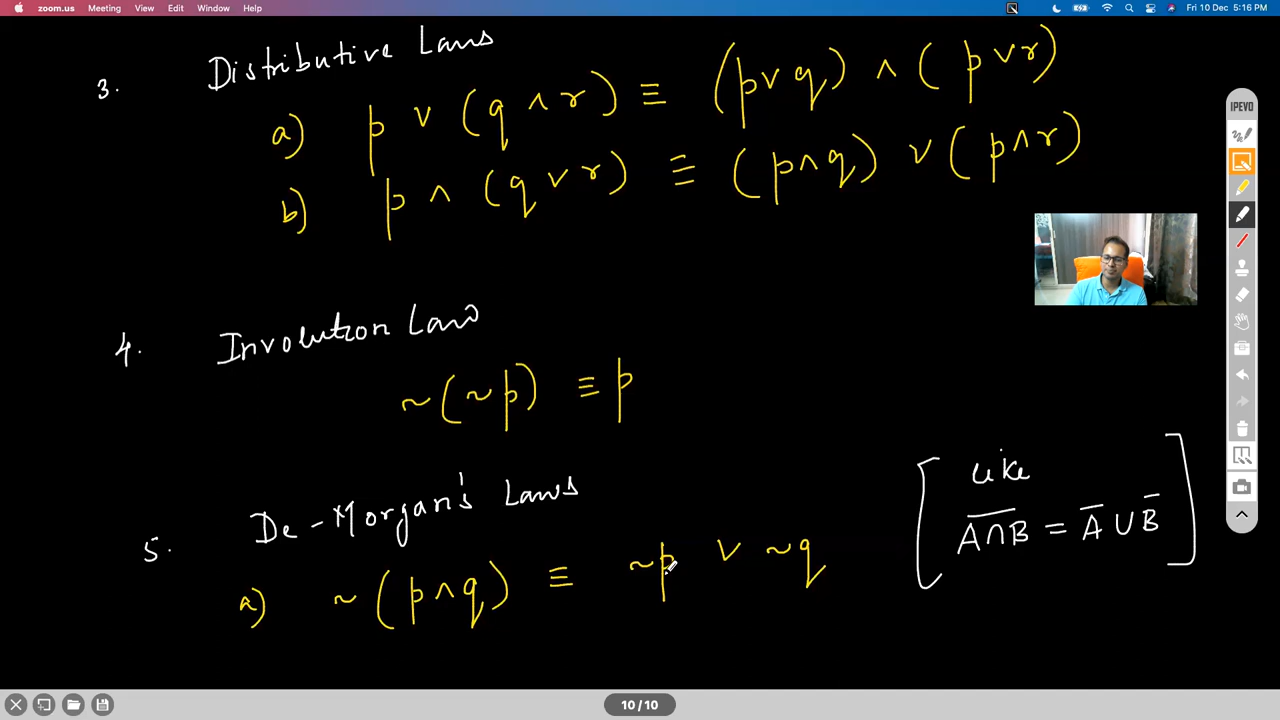 zoom.us Meeting View Edit Window Help Fri 10 Dec 5:16 PM
3. Distributive Laws
a) p ∨ (q ∧ r) ≡ (p ∨ q) ∧ (p ∨ r)
b) p ∧ (q ∨ r) ≡ (p ∧ q) ∨ (p ∧ r)
IPEVO
4. Involution Law
~(~p) ≡ p
5. De-Morgan's Laws
a) ~(p ∧ q) ≡ ~p ∨ ~q
[like
A̅∩̅B̅ = A̅ ∪ B̅]
10 / 10